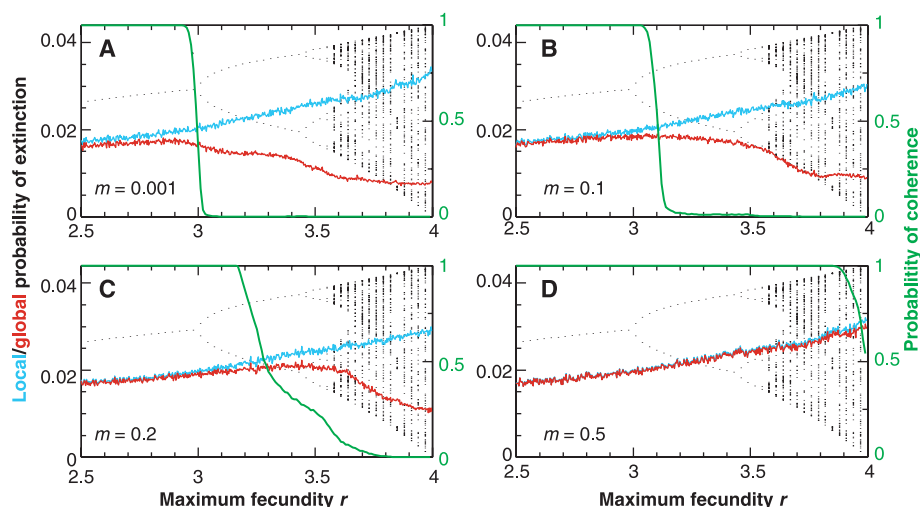 A
B
0.04
0.02
0
1
0.5
0
0.04
0.02
0
1
0.5
0
m = 0.001
m = 0.1
2.5 3 3.5 4
2.5 3 3.5 4
C
D
0.04
0.02
0
1
0.5
0
0.04
0.02
0
1
0.5
0
m = 0.2
m = 0.5
2.5 3 3.5 4
2.5 3 3.5 4
Maximum fecundity r
Maximum fecundity r
Local/global probability of extinction
Probablitity of coherence